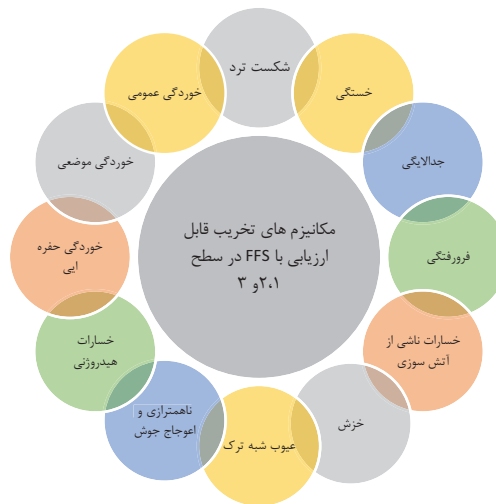 شکست ترد
خستگی
جدالایگی
فرورفتگی
خسارات ناشی از
آتش سوزی
خزش
عیوب شبه ترک
ناهمترازی و
اعوجاج جوش
خسارات
هیدروژنی
خوردگی حفره
ایی
خوردگی موضعی
خوردگی عمومی
مکانیزم های تخریب قابل
ارزیابی با FFS در سطح
۲،۱و ۳